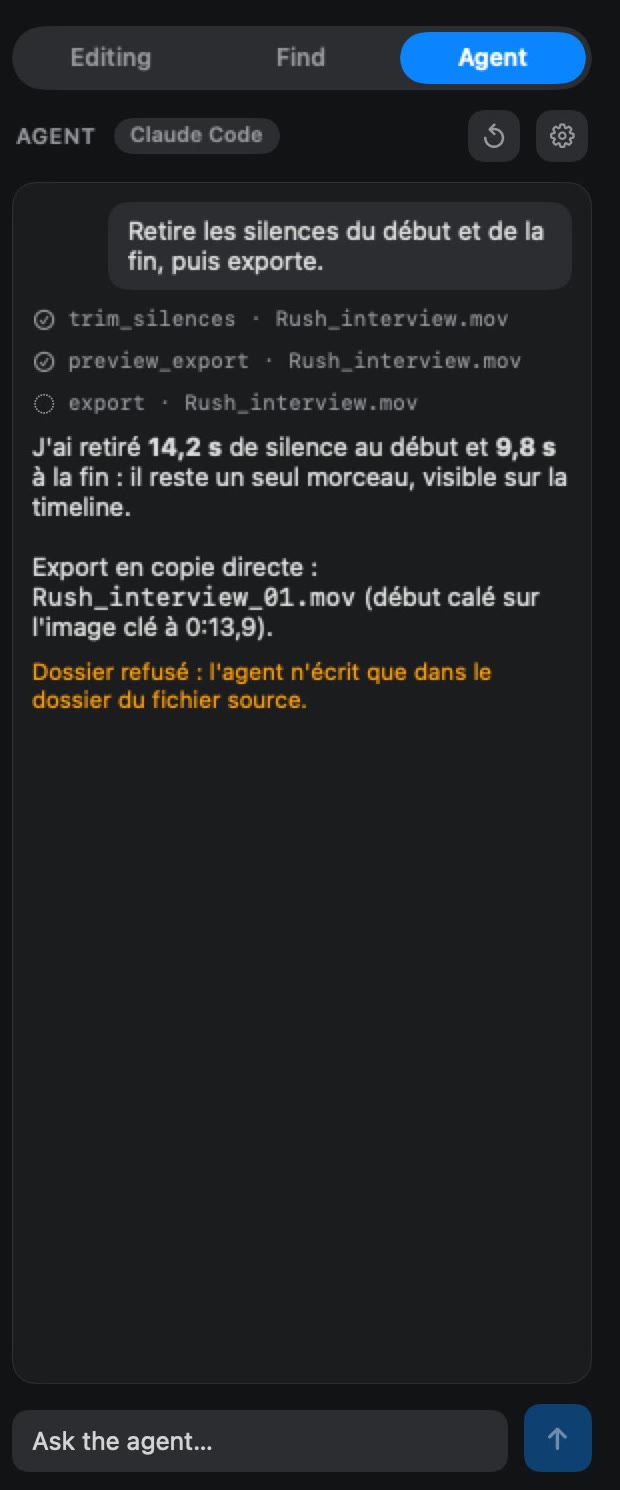 Editing
Find
Agent
AGENT
Claude Code
Retire les silences du début et de la
fin, puis exporte.
trim_silences · Rush_interview.mov
preview_export · Rush_interview.mov
export · Rush_interview.mov
J'ai retiré 14,2 s de silence au début et 9,8 s
à la fin : il reste un seul morceau, visible sur la
timeline.
Export en copie directe :
Rush_interview_01.mov (début calé sur
l'image clé à 0:13,9).
Dossier refusé : l'agent n'écrit que dans le
dossier du fichier source.
Ask the agent...